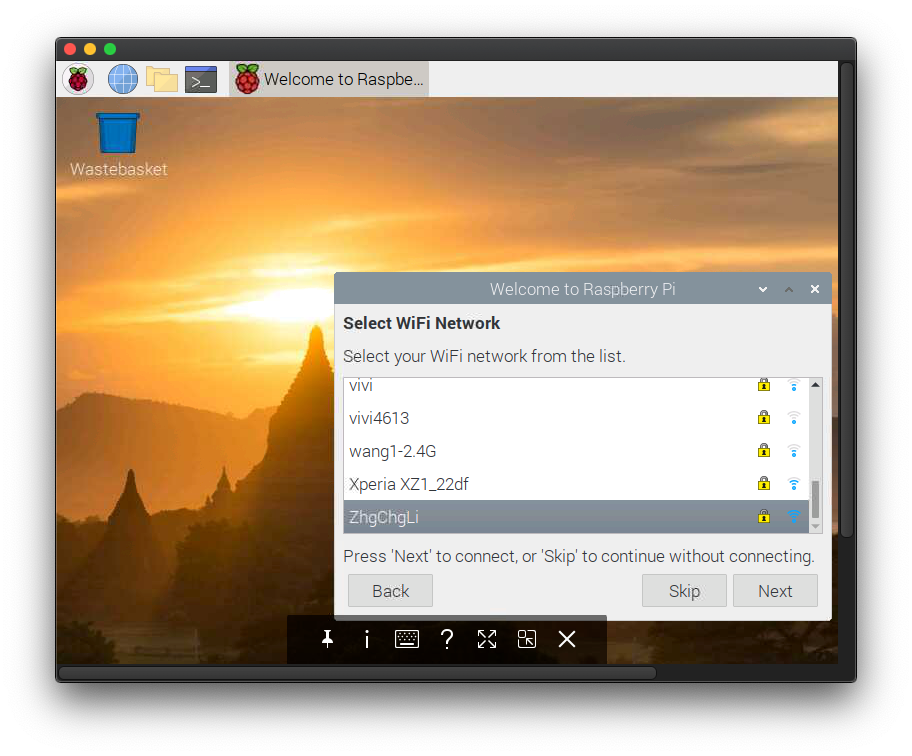 Welcome to Raspbe...
Wastebasket
Welcome to Raspberry Pi
Select WiFi Network
Select your WiFi network from the list.
vivi
vivi4613
wang1-2.4G
Xperia XZ1_22df
ZhgChgLi
Press 'Next' to connect, or 'Skip' to continue without connecting.
Back
Skip
Next